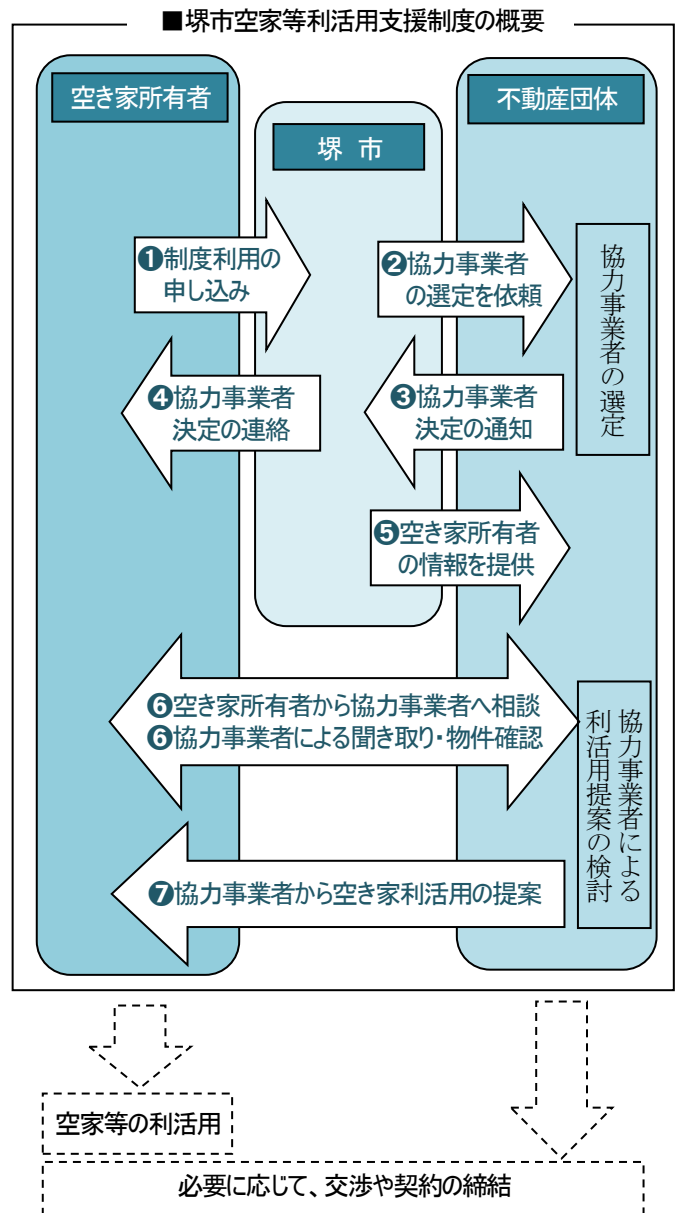 ■堺市空家等利活用支援制度の概要
空き家所有者
堺 市
不動産団体
❶制度利用の
申し込み
❷協力事業者
の選定を依頼
協力事業者の選定
❹協力事業者
決定の連絡
❸協力事業者
決定の通知
❺空き家所有者
の情報を提供
❻空き家所有者から協力事業者へ相談
❻協力事業者による聞き取り・物件確認
協力事業者による
利活用提案の検討
❼協力事業者から空き家利活用の提案
空家等の利活用
必要に応じて、交渉や契約の締結